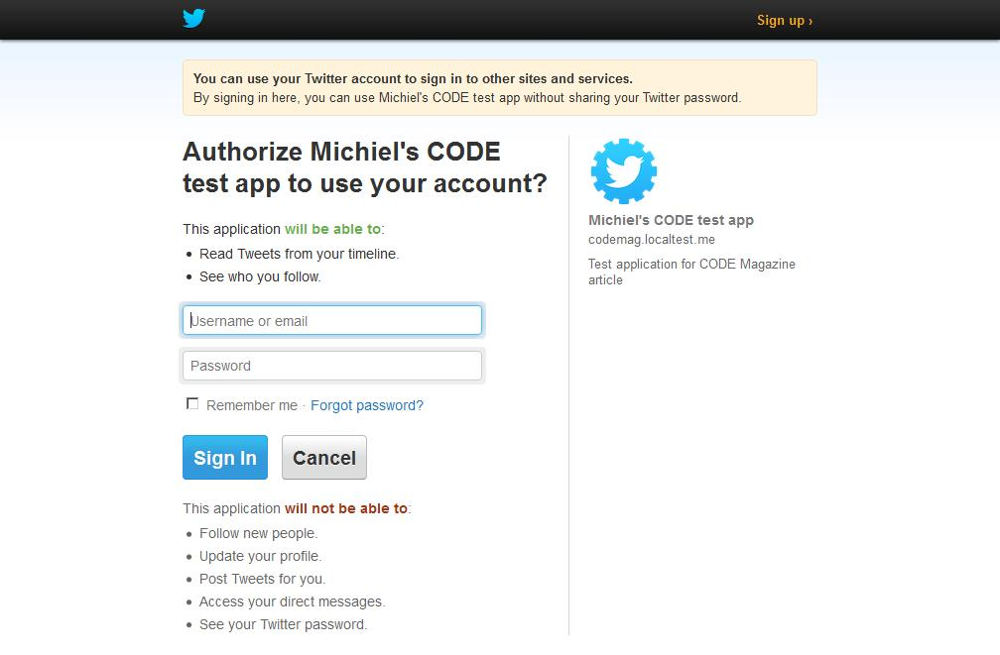 Sign up ›
You can use your Twitter account to sign in to other sites and services.
By signing in here, you can use Michiel's CODE test app without sharing your Twitter password.
Authorize Michiel's CODE
test app to use your account?
This application will be able to:
• Read Tweets from your timeline.
• See who you follow.
Username or email
Password
Remember me · Forgot password?
Sign In
Cancel
This application will not be able to:
• Follow new people.
• Update your profile.
• Post Tweets for you.
• Access your direct messages.
• See your Twitter password.
Michiel's CODE test app
codemag.localtest.me
Test application for CODE Magazine
article